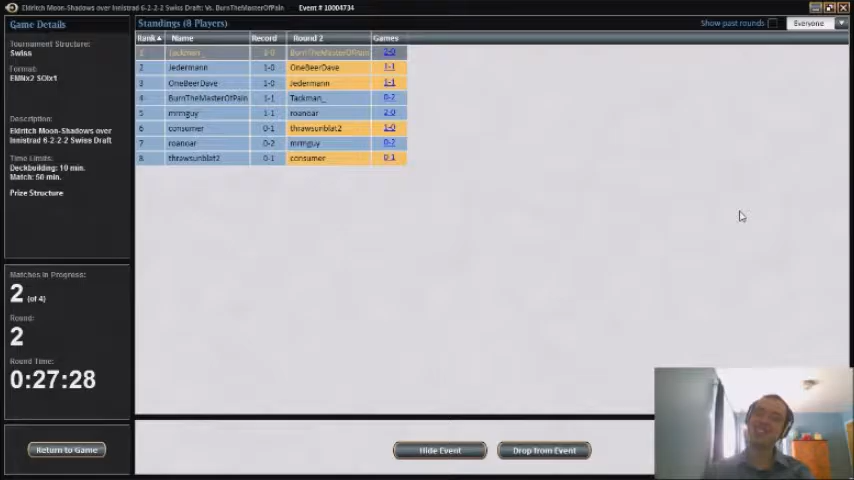 Eldritch Moon-Shadows over Innistrad 6-2-2-2 Swiss Draft: Vs. BurnTheMasterOfPain Event # 10004734
Game Details
Tournament Structure:
Swiss
Format:
EMNx2 SOIx1
Description:
Eldritch Moon-Shadows over
Innistrad 6-2-2-2 Swiss Draft
Time Limits:
Deckbuilding: 10 min.
Match: 50 min.
Prize Structure
Matches In Progress:
2 (of 4)
Round:
2
Round Time:
0:27:28
Return to Game
Standings (8 Players)
Show past rounds Everyone
Rank Name Record Round 2 Games
1 Tackman_ 2-0 BurnTheMasterOfPain 2-0
2 Jedermann 1-0 OneBeerDave 1-1
3 OneBeerDave 1-0 Jedermann 1-1
4 BurnTheMasterOfPain 1-1 Tackman_ 0-2
5 mrmguy 1-1 roanoar 2-0
6 consumer 0-1 thrawsunblat2 1-0
7 roanoar 0-2 mrmguy 0-2
8 thrawsunblat2 0-1 consumer 0-1
Hide Event
Drop from Event